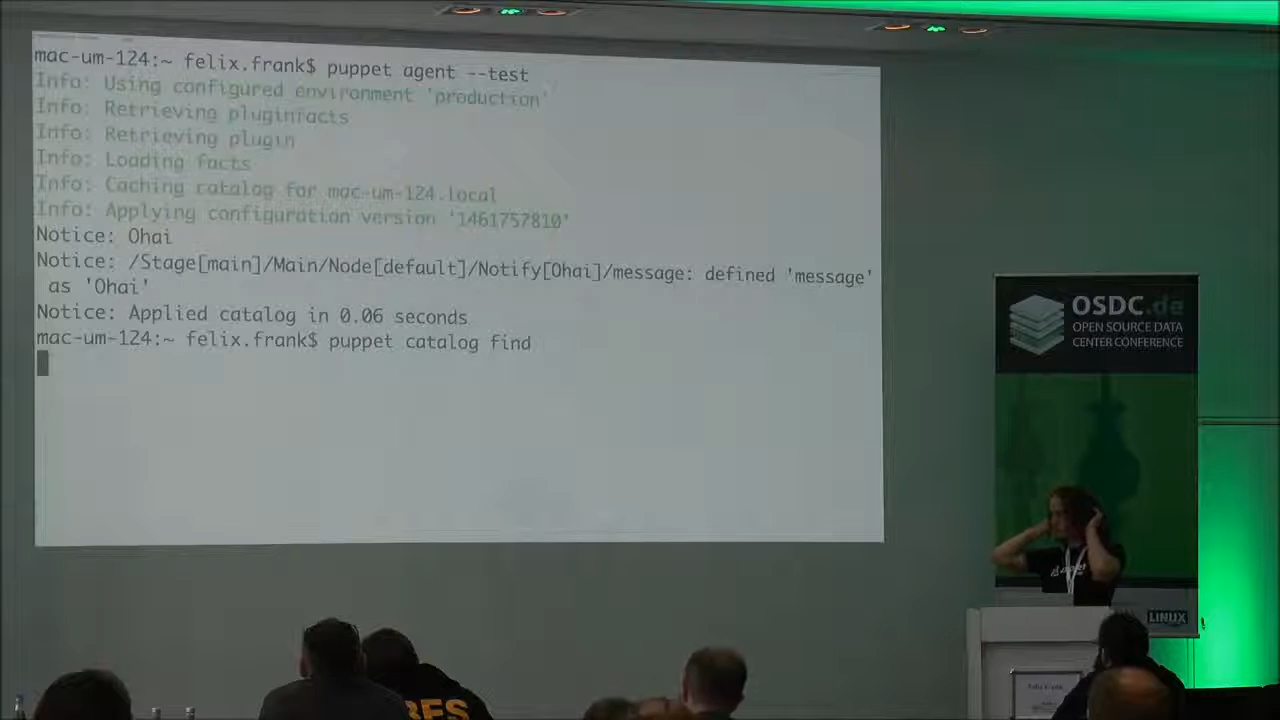 mac-um-124:~ felix.frank$ puppet agent --test
Info: Using configured environment 'production'
Info: Retrieving pluginfacts
Info: Retrieving plugin
Info: Loading facts
Info: Caching catalog for mac-um-124.local
Info: Applying configuration version '1461757810'
Notice: Ohai
Notice: /Stage[main]/Main/Node[default]/Notify[Ohai]/message: defined 'message'
as 'Ohai'
Notice: Applied catalog in 0.06 seconds
mac-um-124:~ felix.frank$ puppet catalog find
OSDC.de
OPEN SOURCE DATA
CENTER CONFERENCE
LINUX